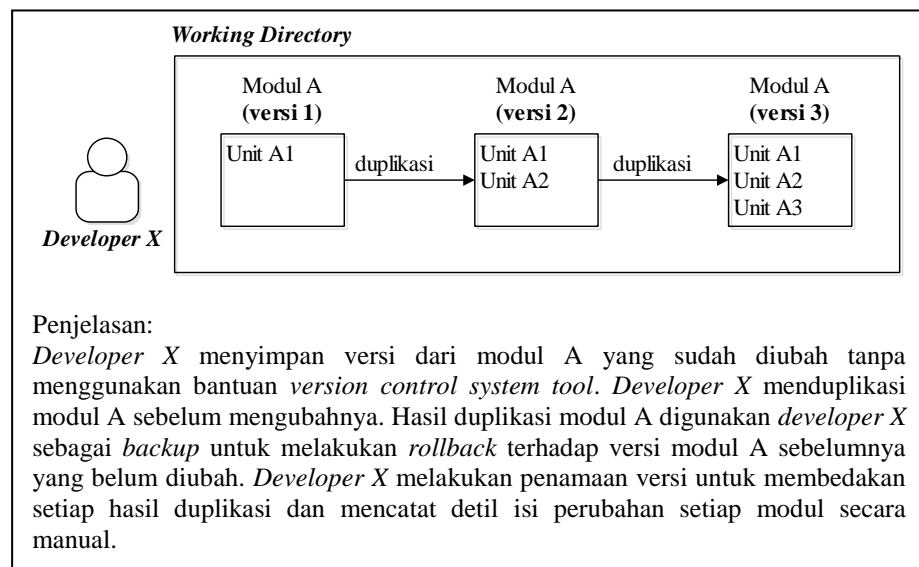 Working Directory
Modul A
(versi 1)
Modul A
(versi 2)
Modul A
(versi 3)
Unit A1
duplikasi
Unit A1
Unit A2
duplikasi
Unit A1
Unit A2
Unit A3
Developer X
Penjelasan:
Developer X menyimpan versi dari modul A yang sudah diubah tanpa
menggunakan bantuan version control system tool. Developer X menduplikasi
modul A sebelum mengubahnya. Hasil duplikasi modul A digunakan developer X
sebagai backup untuk melakukan rollback terhadap versi modul A sebelumnya
yang belum diubah. Developer X melakukan penamaan versi untuk membedakan
setiap hasil duplikasi dan mencatat detil isi perubahan setiap modul secara
manual.